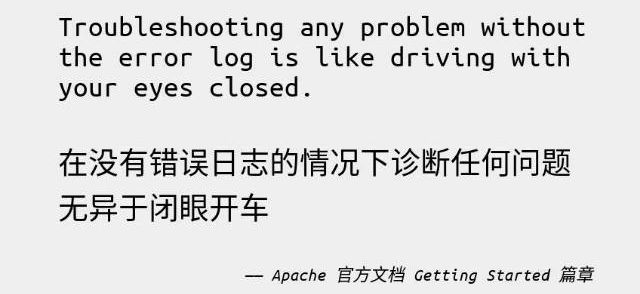 Troubleshooting any problem without
the error log is like driving with
your eyes closed.
在没有错误日志的情况下诊断任何问题
无异于闭眼开车
—— Apache 官方文档 Getting Started 篇章